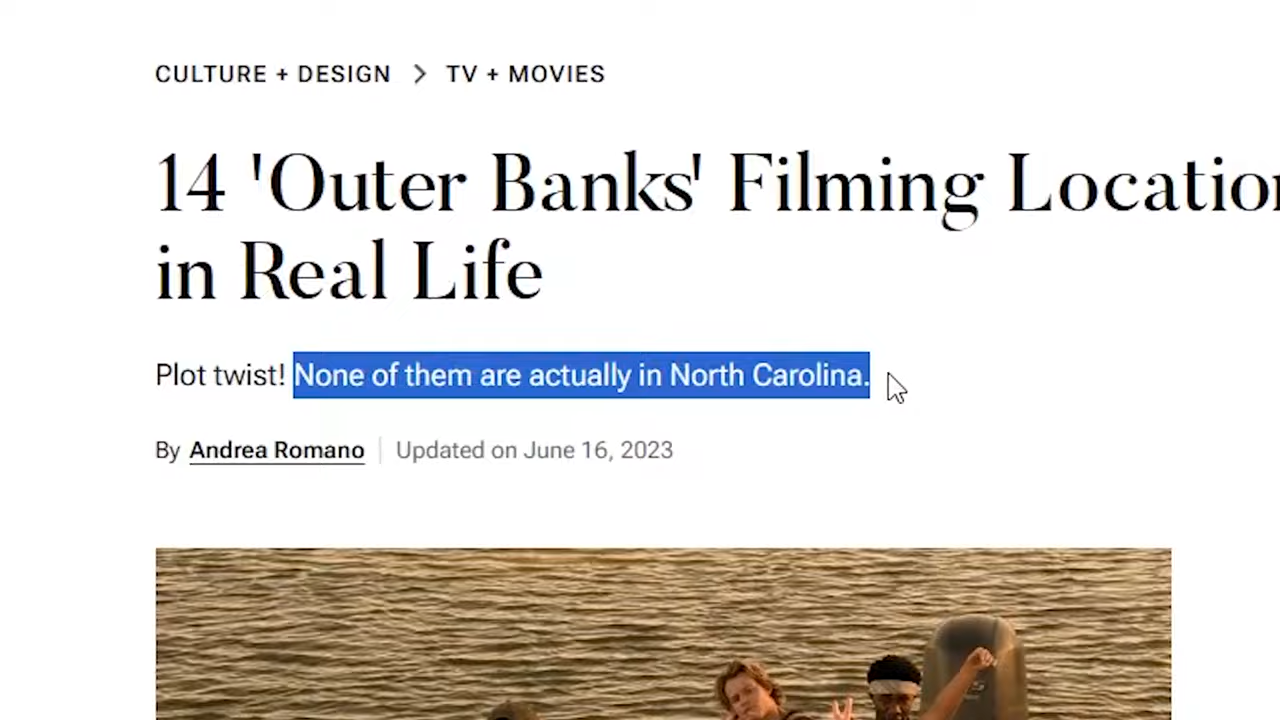 CULTURE + DESIGN > TV + MOVIES
14 'Outer Banks' Filming Location
in Real Life
Plot twist! None of them are actually in North Carolina.
By Andrea Romano | Updated on June 16, 2023